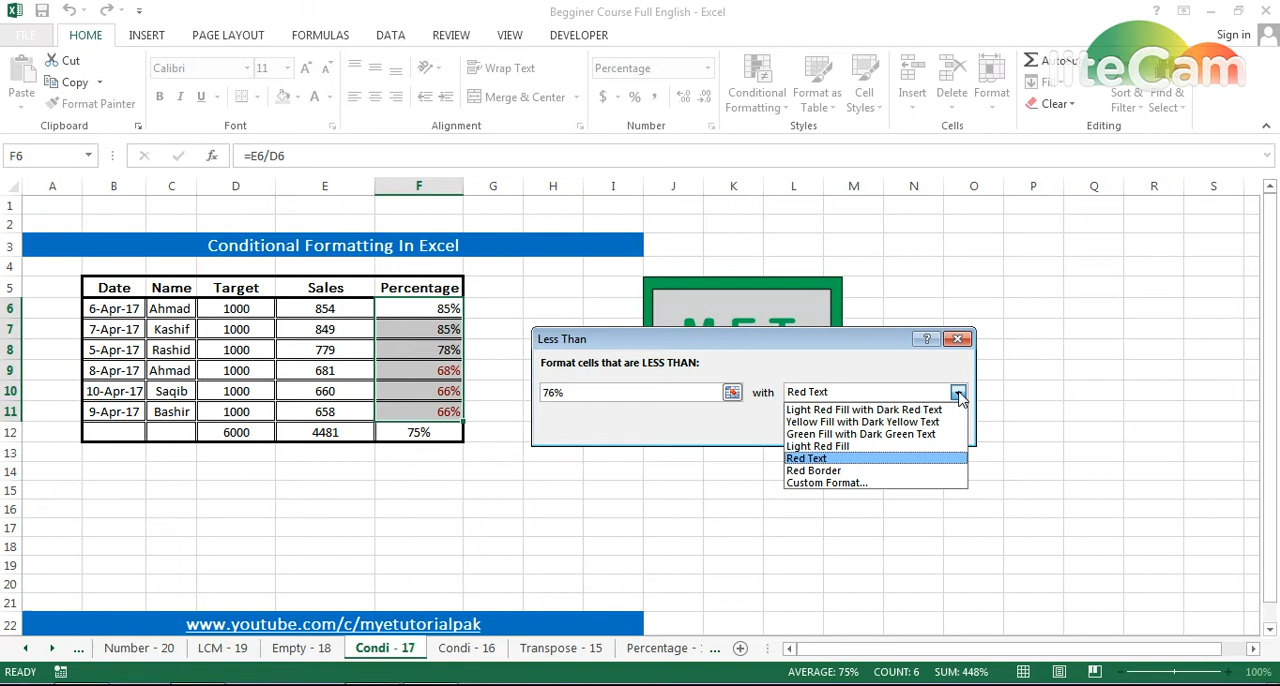 Begginer Course Full English - Excel
Sign in
FILE HOME INSERT PAGE LAYOUT FORMULAS DATA REVIEW VIEW DEVELOPER
Paste Cut Copy Format Painter
Calibri 11
B I U A
Wrap Text
Merge & Center
Percentage
$ % ,
Conditional Formatting Format as Table Cell Styles
Insert Delete Format
Clear Sort & Filter Find & Select
liteCam
Clipboard Font Alignment Number Styles Cells Editing
F6 fx =E6/D6
A B C D E F G H I J K L M N O P Q R S
1
2
3 Conditional Formatting In Excel
4
5 Date Name Target Sales Percentage
6 6-Apr-17 Ahmad 1000 854 85%
7 7-Apr-17 Kashif 1000 849 85%
8 5-Apr-17 Rashid 1000 779 78%
9 8-Apr-17 Ahmad 1000 681 68%
10 10-Apr-17 Saqib 1000 660 66%
11 9-Apr-17 Bashir 1000 658 66%
12 6000 4481 75%
13
14
15
16
17
18
19
20
21
22 www.youtube.com/c/myetutorialpak
Less Than
?
Format cells that are LESS THAN:
76% with Red Text
Light Red Fill with Dark Red Text
Yellow Fill with Dark Yellow Text
Green Fill with Dark Green Text
Light Red Fill
Red Text
Red Border
Custom Format...
... Number - 20 LCM - 19 Empty - 18 Condi - 17 Condi - 16 Transpose - 15 Percentage - ...
READY AVERAGE: 75% COUNT: 6 SUM: 448% 100%